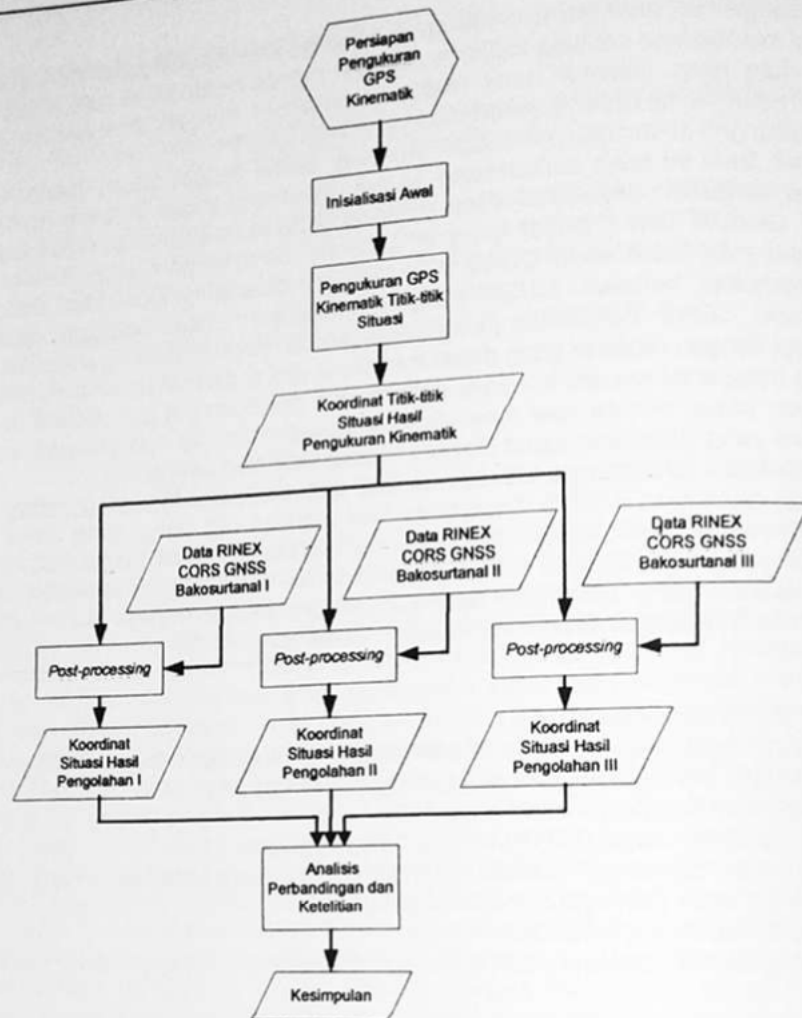 Persiapan
Pengukuran
GPS
Kinematik
Inisialisasi Awal
Pengukuran GPS
Kinematik Titik-titik
Situasi
Koordinat Titik-titik
Situasi Hasil
Pengukuran Kinematik
Data RINEX
CORS GNSS
Bakosurtanal I
Data RINEX
CORS GNSS
Bakosurtanal II
Data RINEX
CORS GNSS
Bakosurtanal III
Post-processing
Post-processing
Post-processing
Koordinat
Situasi Hasil
Pengolahan I
Koordinat
Situasi Hasil
Pengolahan II
Koordinat
Situasi Hasil
Pengolahan III
Analisis
Perbandingan dan
Ketelitian
Kesimpulan